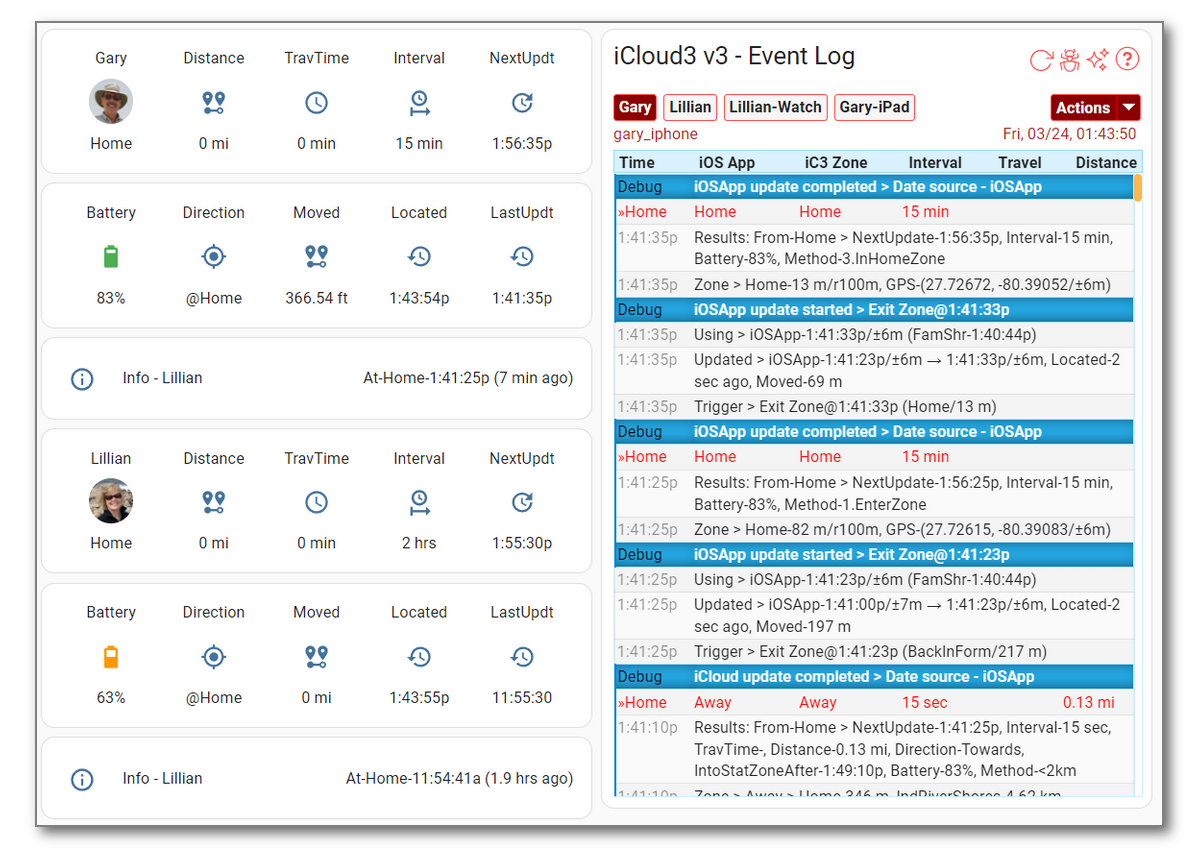 Gary Distance TravTime Interval NextUpdt
Home 0 mi 0 min 15 min 1:56:35p
Battery Direction Moved Located LastUpdt
83% @Home 366.54 ft 1:43:54p 1:41:35p
Info - Lillian At-Home-1:41:25p (7 min ago)
Lillian Distance TravTime Interval NextUpdt
Home 0 mi 0 min 2 hrs 1:55:30p
Battery Direction Moved Located LastUpdt
63% @Home 0 mi 1:43:55p 11:55:30
Info - Lillian At-Home-11:54:41a (1.9 hrs ago)
iCloud3 v3 - Event Log
Gary Lillian Lillian-Watch Gary-iPad Actions
gary_iphone Fri, 03/24, 01:43:50
Time iOS App iC3 Zone Interval Travel Distance
Debug iOSApp update completed > Date source - iOSApp
»Home Home Home 15 min
1:41:35p Results: From-Home > NextUpdate-1:56:35p, Interval-15 min,
Battery-83%, Method-3.InHomeZone
1:41:35p Zone > Home-13 m/r100m, GPS-(27.72672, -80.39052/±6m)
Debug iOSApp update started > Exit Zone@1:41:33p
1:41:35p Using > iOSApp-1:41:33p/±6m (FamShr-1:40:44p)
1:41:35p Updated > iOSApp-1:41:23p/±6m → 1:41:33p/±6m, Located-2
sec ago, Moved-69 m
1:41:35p Trigger > Exit Zone@1:41:33p (Home/13 m)
Debug iOSApp update completed > Date source - iOSApp
»Home Home Home 15 min
1:41:25p Results: From-Home > NextUpdate-1:56:25p, Interval-15 min,
Battery-83%, Method-1.EnterZone
1:41:25p Zone > Home-82 m/r100m, GPS-(27.72615, -80.39083/±6m)
Debug iOSApp update started > Exit Zone@1:41:23p
1:41:25p Using > iOSApp-1:41:23p/±6m (FamShr-1:40:44p)
1:41:25p Updated > iOSApp-1:41:00p/±7m → 1:41:23p/±6m, Located-2
sec ago, Moved-197 m
1:41:25p Trigger > Exit Zone@1:41:23p (BackInForm/217 m)
Debug iCloud update completed > Date source - iOSApp
»Home Away Away 15 sec 0.13 mi
1:41:10p Results: From-Home > NextUpdate-1:41:25p, Interval-15 sec,
TravTime-, Distance-0.13 mi, Direction-Towards,
IntoStatZoneAfter-1:49:10p, Battery-83%, Method-<2km
1:41:10p Zone > Away > Home-346 m, IndRiverShores-4.62 km